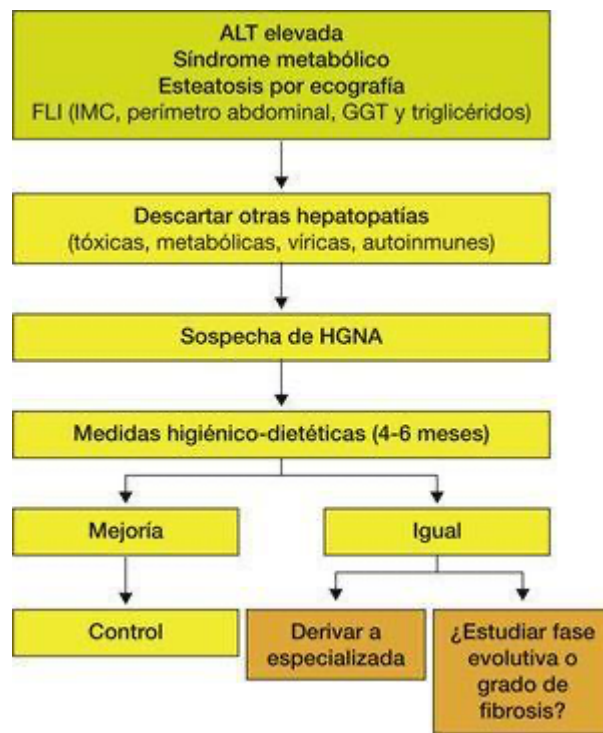 ALT elevada
Síndrome metabólico
Esteatosis por ecografía
FLI (IMC, perímetro abdominal, GGT y triglicéridos)
Descartar otras hepatopatías
(tóxicas, metabólicas, víricas, autoinmunes)
Sospecha de HGNA
Medidas higiénico-dietéticas (4-6 meses)
Mejoría
Igual
Control
Derivar a
especializada
¿Estudiar fase
evolutiva o
grado de
fibrosis?